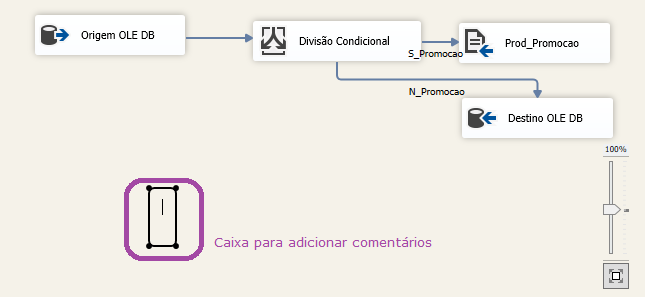 Origem OLE DB
Divisão Condicional
Prod_Promocao
S_Promocao
N_Promocao
Destino OLE DB
100%
Caixa para adicionar comentários